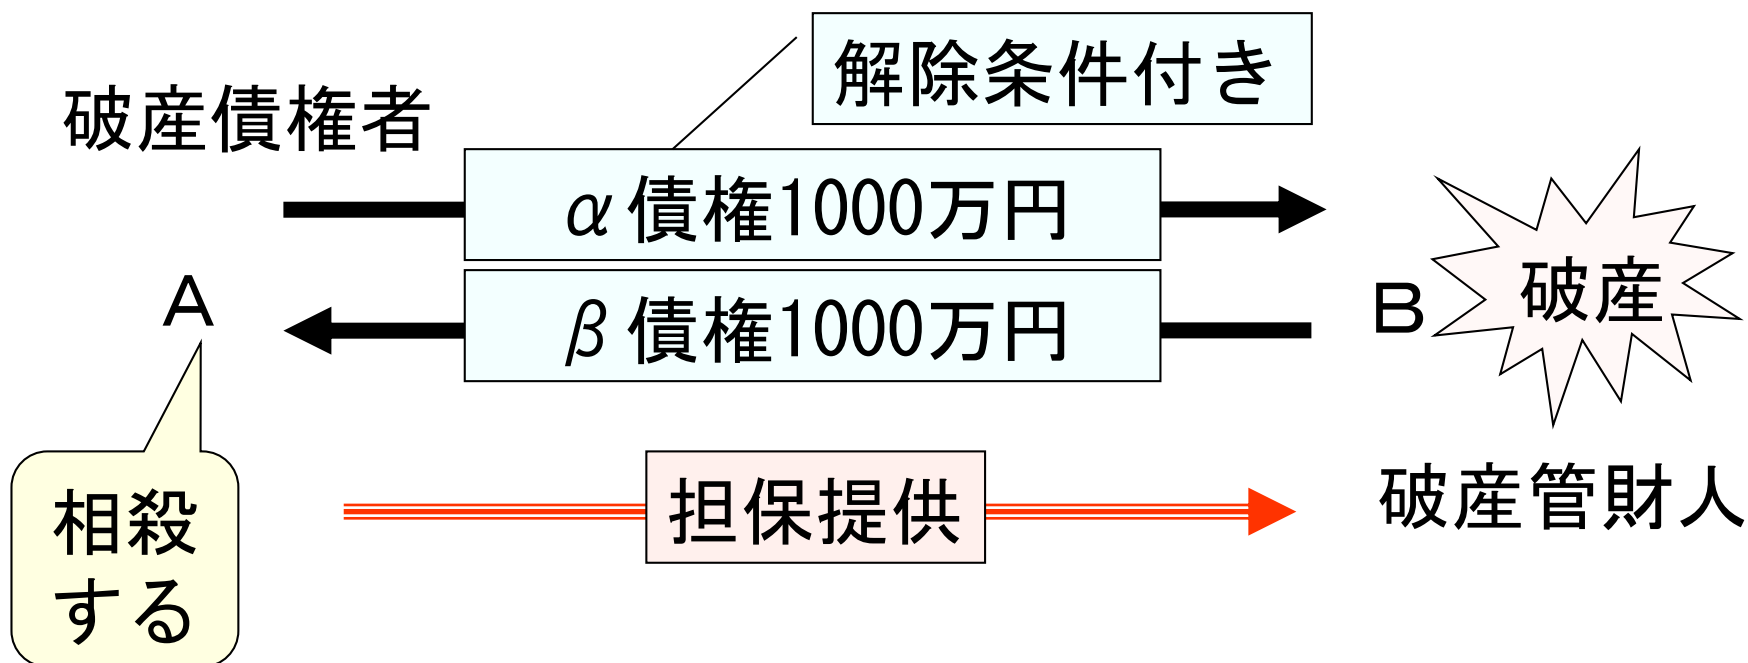 解除条件付き
破産債権者
α債権1000万円
A
β債権1000万円
B
破産
相殺
する
担保提供
破産管財人